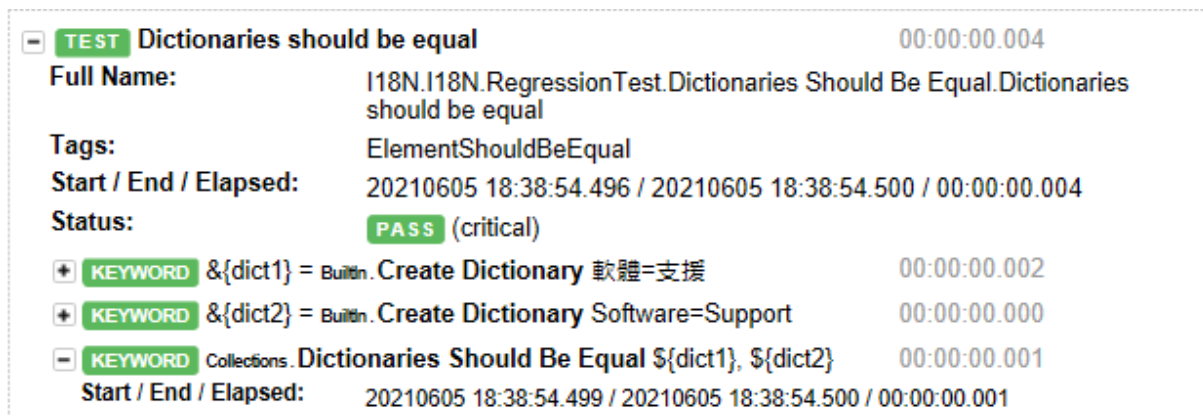 TEST Dictionaries should be equal 00:00:00.004
Full Name: I18N.I18N.RegressionTest.Dictionaries Should Be Equal.Dictionaries
should be equal
Tags: ElementShouldBeEqual
Start / End / Elapsed: 20210605 18:38:54.496 / 20210605 18:38:54.500 / 00:00:00.004
Status: PASS (critical)
KEYWORD &{dict1} = BuiltIn.Create Dictionary 軟體=支援 00:00:00.002
KEYWORD &{dict2} = BuiltIn.Create Dictionary Software=Support 00:00:00.000
KEYWORD Collections.Dictionaries Should Be Equal ${dict1}, ${dict2} 00:00:00.001
Start / End / Elapsed: 20210605 18:38:54.499 / 20210605 18:38:54.500 / 00:00:00.001